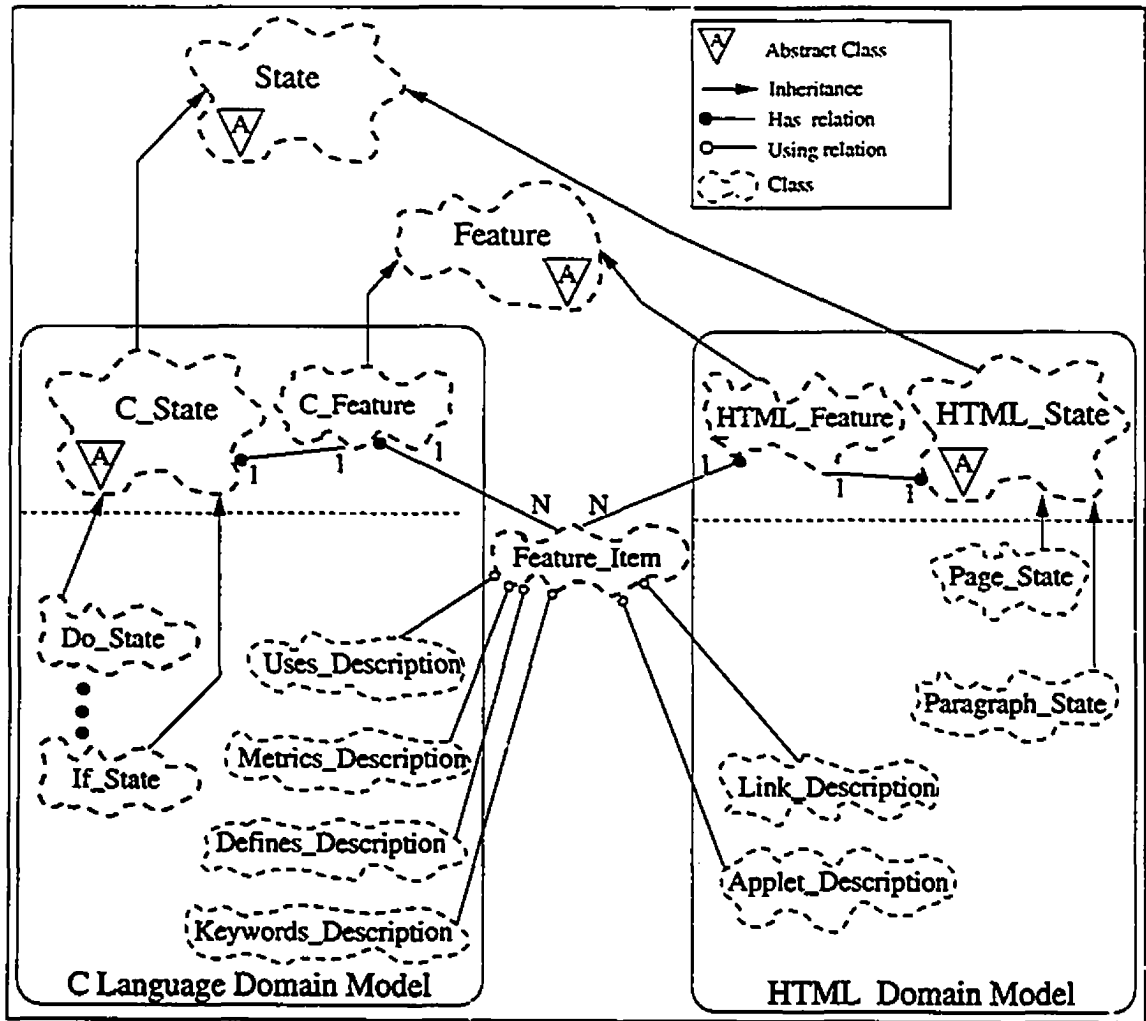 State
A
A
Abstract Class
Inheritance
Has relation
Using relation
Class
Feature
A
C_State
A
C_Feature
1
1
1
HTML_Feature
HTML_State
A
1
1
1
N
N
Feature_Item
Do_State
If_State
Uses_Description
Metrics_Description
Defines_Description
Keywords_Description
C Language Domain Model
Page_State
Paragraph_State
Link_Description
Applet_Description
HTML Domain Model